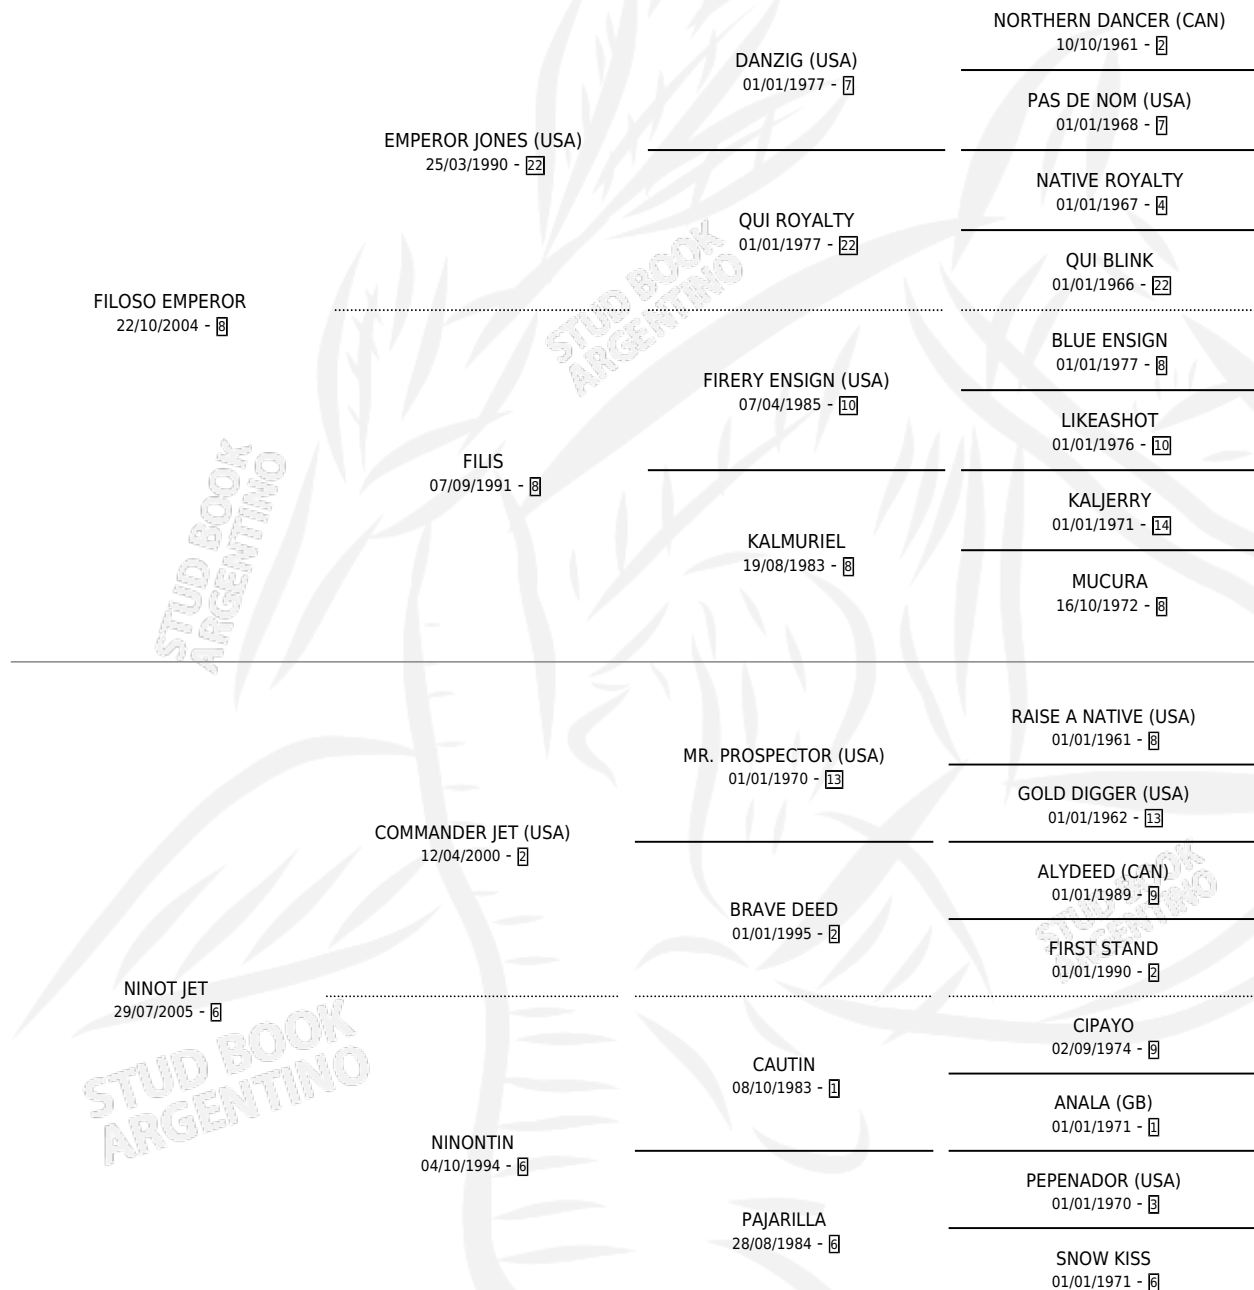 NORTHERN DANCER (CAN)
10/10/1961 - 2
DANZIG (USA)
01/01/1977 - 7
PAS DE NOM (USA)
01/01/1968 - 7
EMPEROR JONES (USA)
25/03/1990 - 22
NATIVE ROYALTY
01/01/1967 - 4
QUI ROYALTY
01/01/1977 - 22
QUI BLINK
01/01/1966 - 22
FILOSO EMPEROR
22/10/2004 - 8
BLUE ENSIGN
01/01/1977 - 8
FIRERY ENSIGN (USA)
07/04/1985 - 10
LIKEASHOT
01/01/1976 - 10
FILIS
07/09/1991 - 8
KALJERRY
01/01/1971 - 14
KALMURIEL
19/08/1983 - 8
MUCURA
16/10/1972 - 8
STUD BOOK
ARGENTINO
STUD BOOK
ARGENTINO
RAISE A NATIVE (USA)
01/01/1961 - 8
MR. PROSPECTOR (USA)
01/01/1970 - 13
GOLD DIGGER (USA)
01/01/1962 - 13
COMMANDER JET (USA)
12/04/2000 - 2
ALYDEED (CAN)
01/01/1989 - 9
BRAVE DEED
01/01/1995 - 2
FIRST STAND
01/01/1990 - 2
NINOT JET
29/07/2005 - 6
CIPAYO
02/09/1974 - 9
CAUTIN
08/10/1983 - 1
ANALA (GB)
01/01/1971 - 1
NINONTIN
04/10/1994 - 6
PEPENADOR (USA)
01/01/1970 - 3
PAJARILLA
28/08/1984 - 6
SNOW KISS
01/01/1971 - 6
STUD BOOK
ARGENTINO
STUD BOOK
ARGENTINO